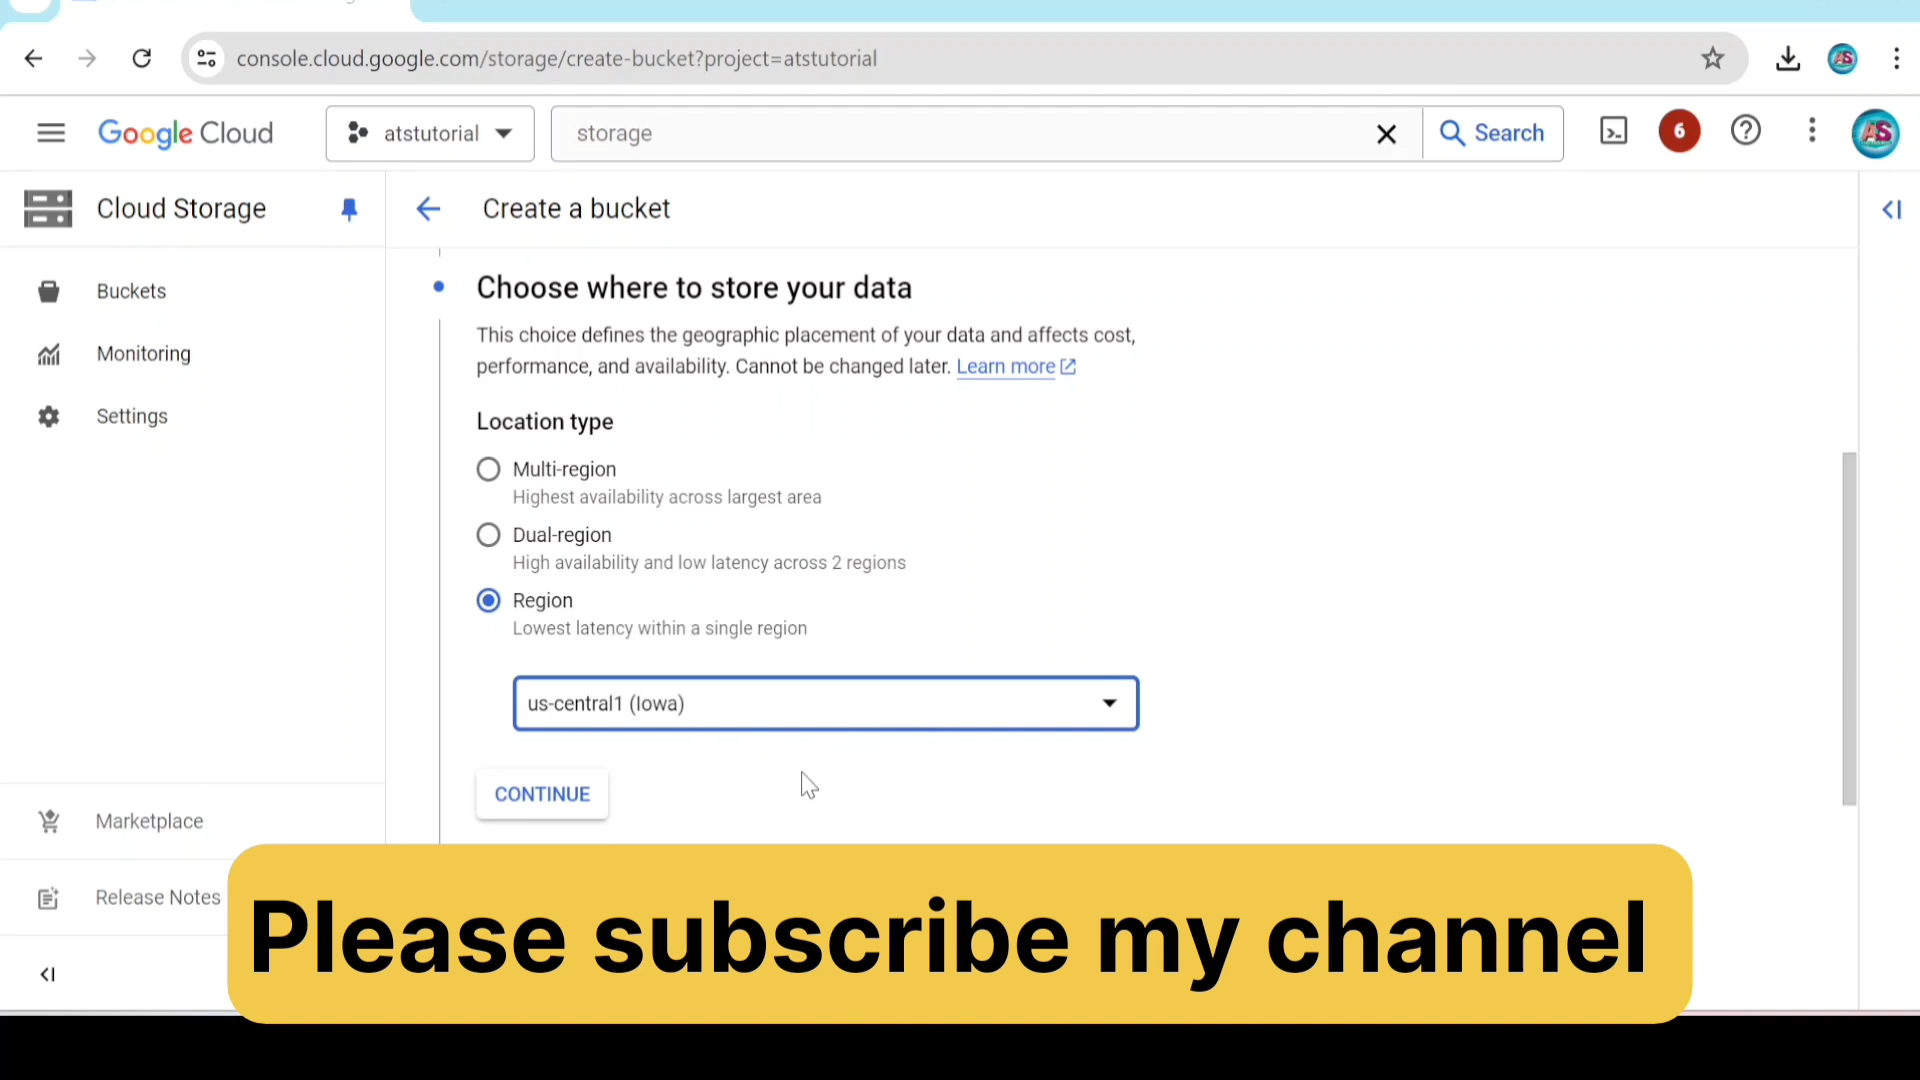 console.cloud.google.com/storage/create-bucket?project=atstutorial
Google Cloud
atstutorial
storage
Search
6
AS
Cloud Storage
Create a bucket
Buckets
Monitoring
Settings
Choose where to store your data
This choice defines the geographic placement of your data and affects cost,
performance, and availability. Cannot be changed later. Learn more
Location type
Multi-region
Highest availability across largest area
Dual-region
High availability and low latency across 2 regions
Region
Lowest latency within a single region
us-central1 (Iowa)
CONTINUE
Marketplace
Release Notes
Please subscribe my channel